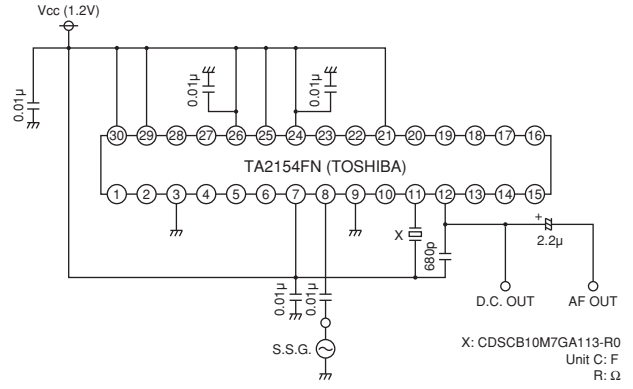 Vcc (1.2V)
0.01μ
0.01μ
0.01μ
30 29 28 27 26 25 24 23 22 21 20 19 18 17 16
TA2154FN (TOSHIBA)
1 2 3 4 5 6 7 8 9 10 11 12 13 14 15
X
680p
+
2.2μ
0.01μ
0.01μ
D.C. OUT
AF OUT
S.S.G.
X: CDSCB10M7GA113-R0
Unit C: F
R: Ω